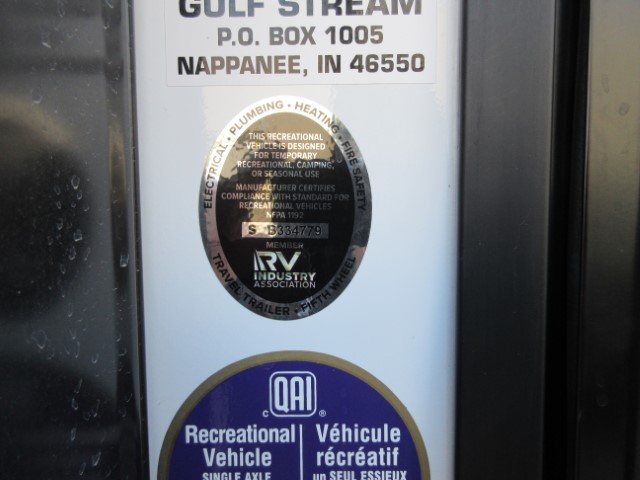 GULF STREAM
P.O. BOX 1005
NAPPANEE, IN 46550
ELECTRICAL • PLUMBING • HEATING • FIRE SAFETY
THIS RECREATIONAL
VEHICLE IS DESIGNED
FOR TEMPORARY
RECREATIONAL, CAMPING,
OR SEASONAL USE
MANUFACTURER CERTIFIES
COMPLIANCE WITH STANDARD FOR
RECREATIONAL VEHICLES
NFPA 1192
S B334779
MEMBER
RV
INDUSTRY
ASSOCIATION
TRAVEL TRAILER • FIFTH WHEEL
C QAI ®
Recreational
Vehicle
SINGLE AXLE
Véhicule
récréatif
un SEUL ESSIEUX